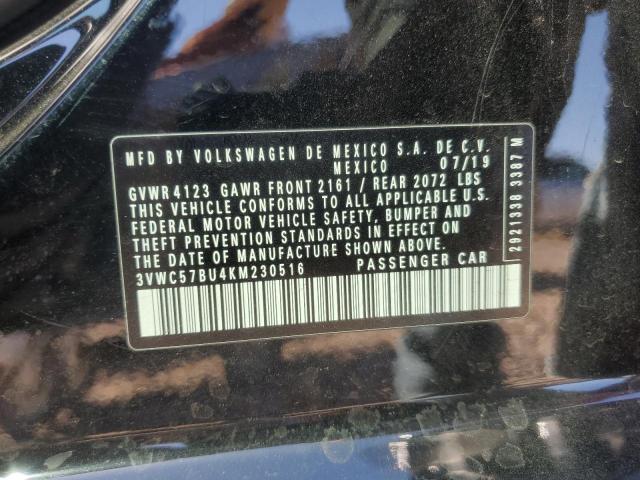 MFD BY VOLKSWAGEN DE MEXICO S.A. DE C.V.
MEXICO 07/19
GVWR 4123 GAWR FRONT 2161 / REAR 2072 LBS
THIS VEHICLE CONFORMS TO ALL APPLICABLE U.S.
FEDERAL MOTOR VEHICLE SAFETY, BUMPER AND
THEFT PREVENTION STANDARDS IN EFFECT ON
THE DATE OF MANUFACTURE SHOWN ABOVE.
3VWC57BU4KM230516 PASSENGER CAR
2921338 3367 M